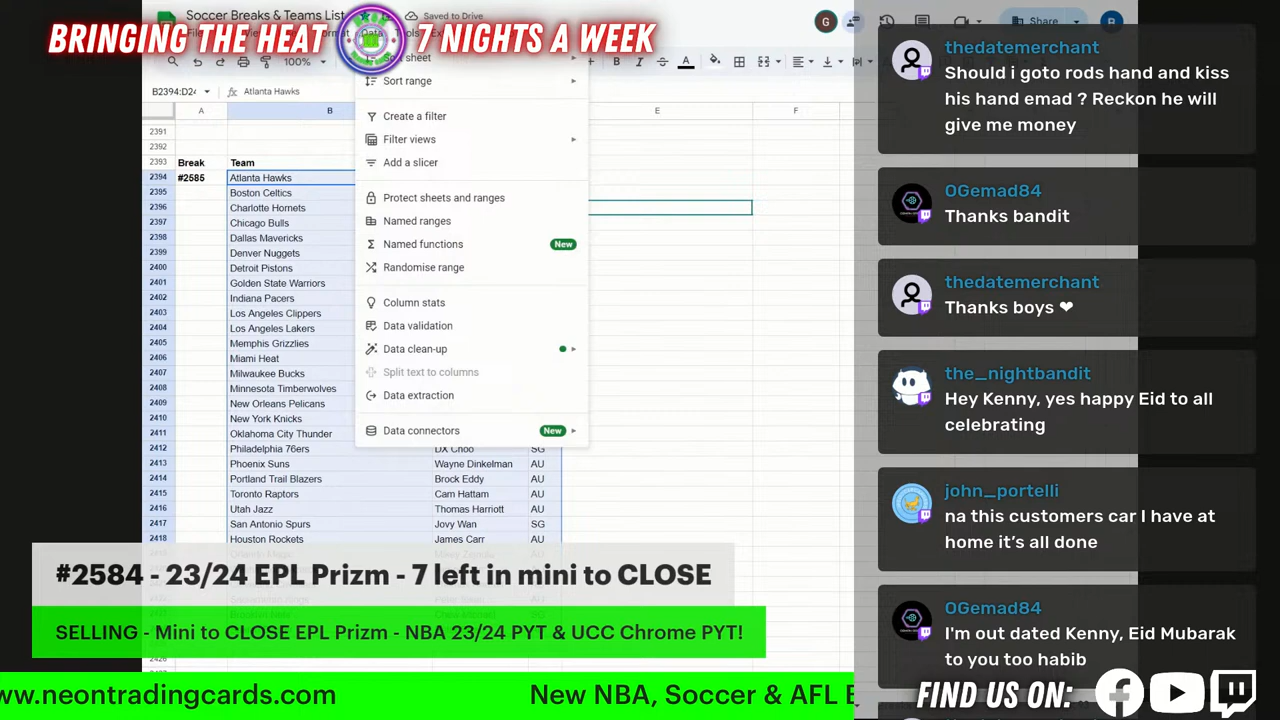 Soccer Breaks & Teams List
Saved to Drive
BRINGING THE HEAT
7 NIGHTS A WEEK
Share
100%
Sort sheet
Sort range
B2394:D24
Atlanta Hawks
A
B
E
F
Create a filter
Filter views
Add a slicer
Protect sheets and ranges
Named ranges
Named functions
New
Randomise range
Column stats
Data validation
Data clean-up
Split text to columns
Data extraction
Data connectors
New
2391
2392
2393 Break Team
2394 #2585 Atlanta Hawks
2395 Boston Celtics
2396 Charlotte Hornets
2397 Chicago Bulls
2398 Dallas Mavericks
2399 Denver Nuggets
2400 Detroit Pistons
2401 Golden State Warriors
2402 Indiana Pacers
2403 Los Angeles Clippers
2404 Los Angeles Lakers
2405 Memphis Grizzlies
2406 Miami Heat
2407 Milwaukee Bucks
2408 Minnesota Timberwolves
2409 New Orleans Pelicans
2410 New York Knicks
2411 Oklahoma City Thunder
2412 Philadelphia 76ers DX Choo SG
2413 Phoenix Suns Wayne Dinkelman AU
2414 Portland Trail Blazers Brock Eddy AU
2415 Toronto Raptors Cam Hattam AU
2416 Utah Jazz Thomas Harriott AU
2417 San Antonio Spurs Jovy Wan SG
2418 Houston Rockets James Carr AU
#2584 - 23/24 EPL Prizm - 7 left in mini to CLOSE
SELLING - Mini to CLOSE EPL Prizm - NBA 23/24 PYT & UCC Chrome PYT!
ww.neontradingcards.com
New NBA, Soccer & AFL
thedatemerchant
Should i goto rods hand and kiss
his hand emad ? Reckon he will
give me money
OGemad84
Thanks bandit
thedatemerchant
Thanks boys ❤
the_nightbandit
Hey Kenny, yes happy Eid to all
celebrating
john_portelli
na this customers car I have at
home it's all done
OGemad84
I'm out dated Kenny, Eid Mubarak
to you too habib
FIND US ON: